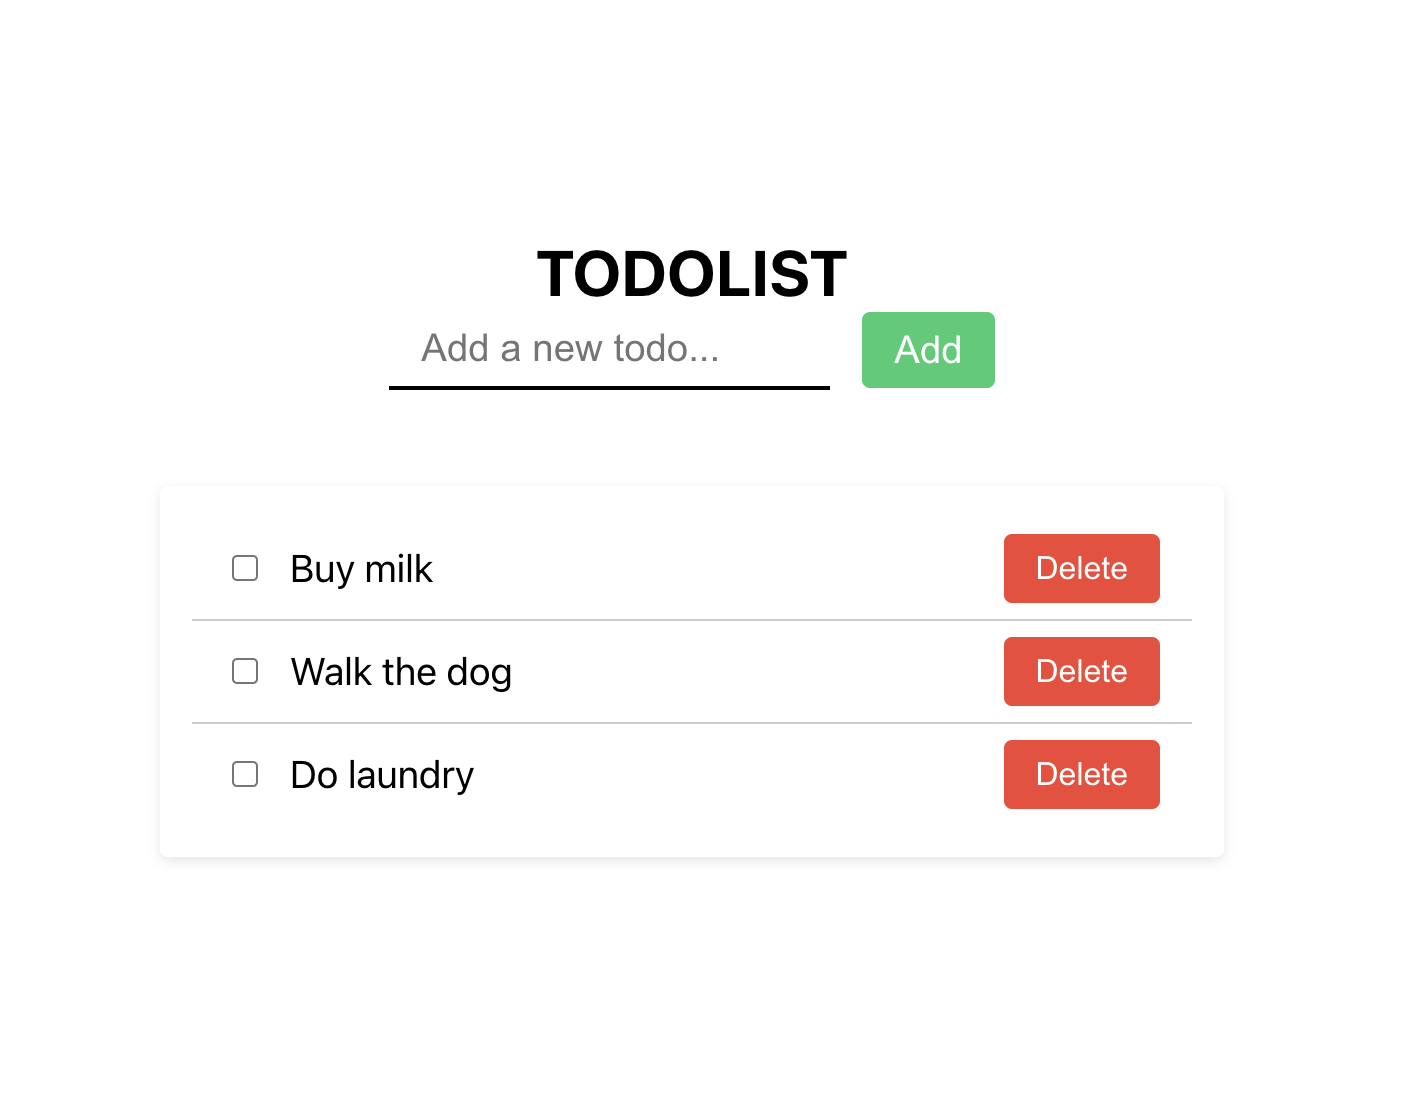 TODOLIST
Add a new todo... Add
Buy milk Delete
Walk the dog Delete
Do laundry Delete